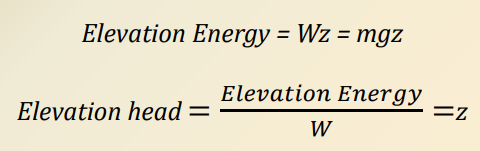 Elevation Energy = Wz = mgz
Elevation head = Elevation Energy / W = z